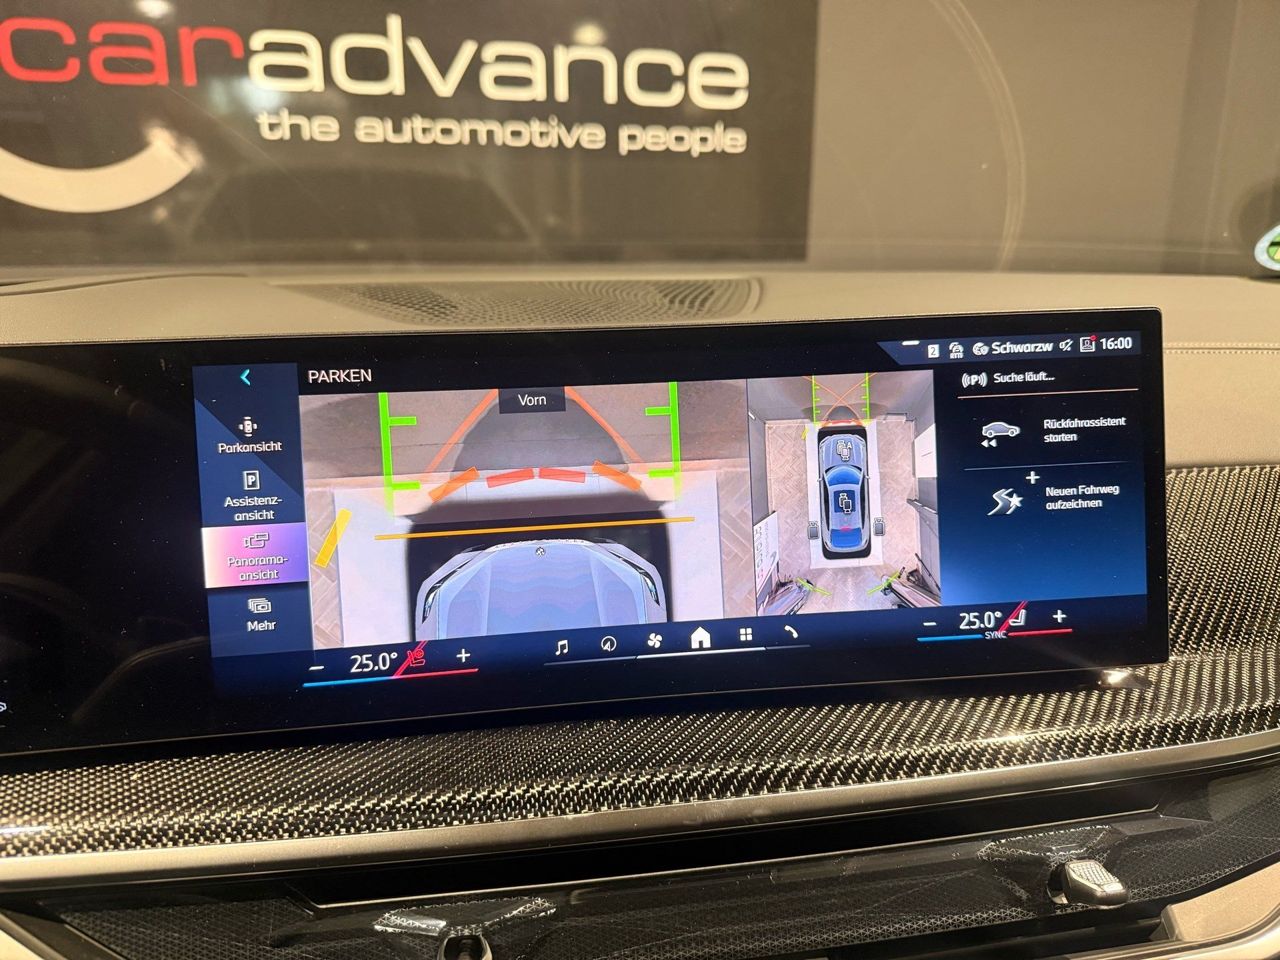 caradvance
the automotive people
2
RTTI
Schwarzw
16:00
PARKEN
Suche läuft...
Vorn
Parkansicht
Rückfahrassistent
starten
P
Assistenz-
ansicht
Neuen Fahrweg
aufzeichnen
Panorama-
ansicht
Mehr
− 25.0° +
− 25.0° +
SYNC